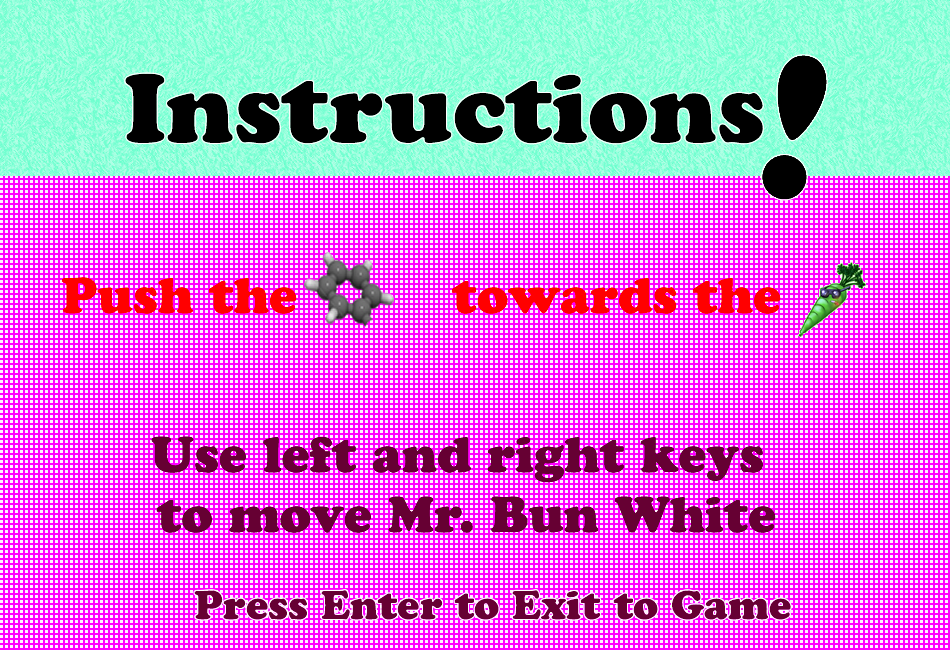 Instructions!
Push the towards the
Use left and right keys
to move Mr. Bun White
Press Enter to Exit to Game